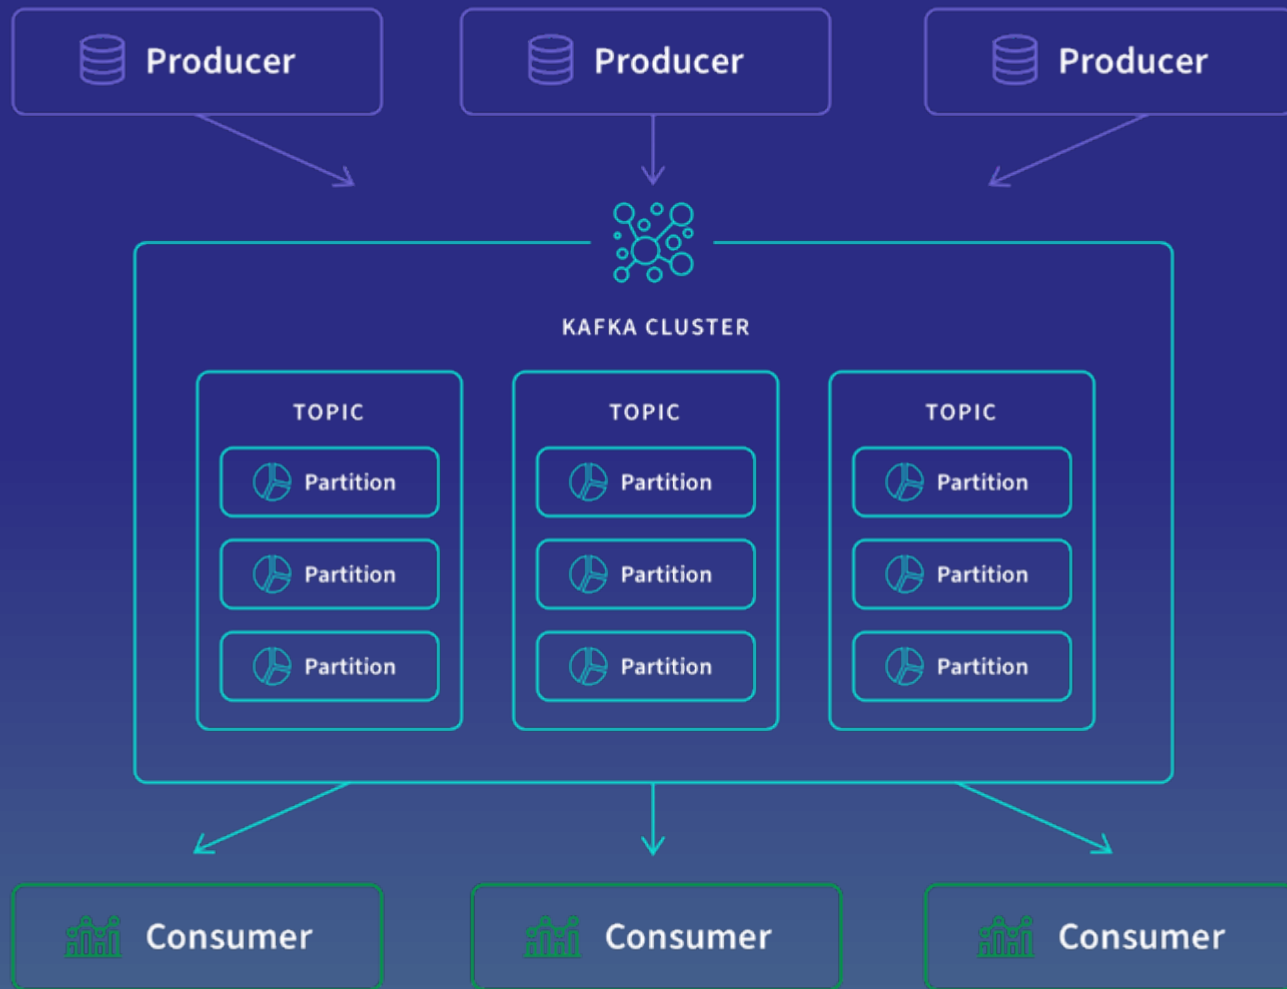 Producer
Producer
Producer
KAFKA CLUSTER
TOPIC
TOPIC
TOPIC
Partition
Partition
Partition
Partition
Partition
Partition
Partition
Partition
Partition
Consumer
Consumer
Consumer